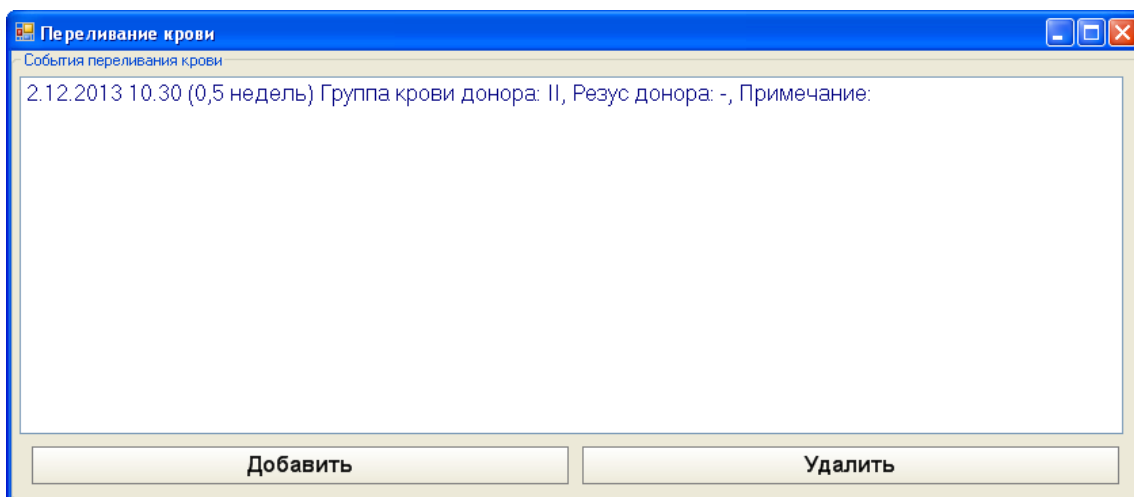 Переливание крови
События переливания крови
2.12.2013 10.30 (0,5 недель) Группа крови донора: II, Резус донора: -, Примечание:
Добавить Удалить